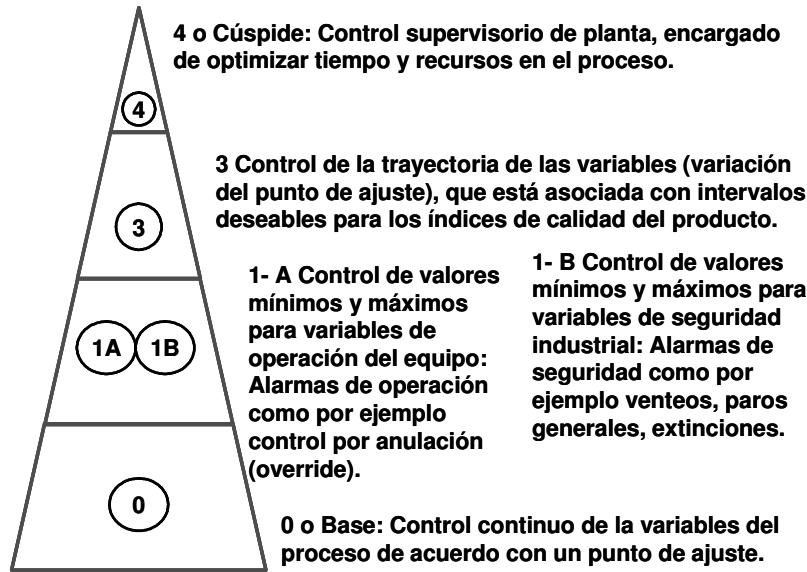 4 o Cúspide: Control supervisorio de planta, encargado
de optimizar tiempo y recursos en el proceso.
4
3 Control de la trayectoria de las variables (variación
del punto de ajuste), que está asociada con intervalos
deseables para los índices de calidad del producto.
3
1- A Control de valores
mínimos y máximos
para variables de
operación del equipo:
Alarmas de operación
como por ejemplo
control por anulación
(override).
1- B Control de valores
mínimos y máximos para
variables de seguridad
industrial: Alarmas de
seguridad como por
ejemplo venteos, paros
generales, extinciones.
1A
1B
0
0 o Base: Control continuo de la variables del
proceso de acuerdo con un punto de ajuste.